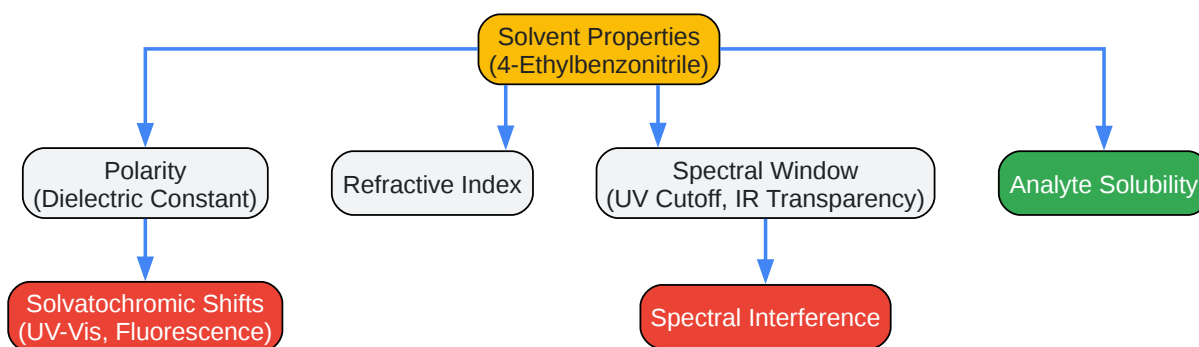 Solvent Properties
(4-Ethylbenzonitrile)
Polarity
(Dielectric Constant)
Refractive Index
Spectral Window
(UV Cutoff, IR Transparency)
Analyte Solubility
Solvatochromic Shifts
(UV-Vis, Fluorescence)
Spectral Interference